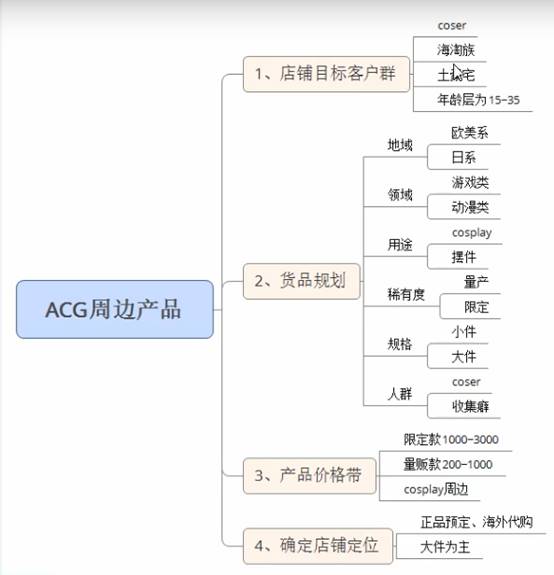 ACG周边产品
1、店铺目标客户群
coser
海淘族
土 宅
年龄层为15-35
2、货品规划
地域
欧美系
日系
领域
游戏类
动漫类
用途
cosplay
摆件
稀有度
量产
限定
规格
小件
大件
人群
coser
收集癖
3、产品价格带
限定款1000-3000
量贩款200-1000
cosplay周边
4、确定店铺定位
正品预定、海外代购
大件为主